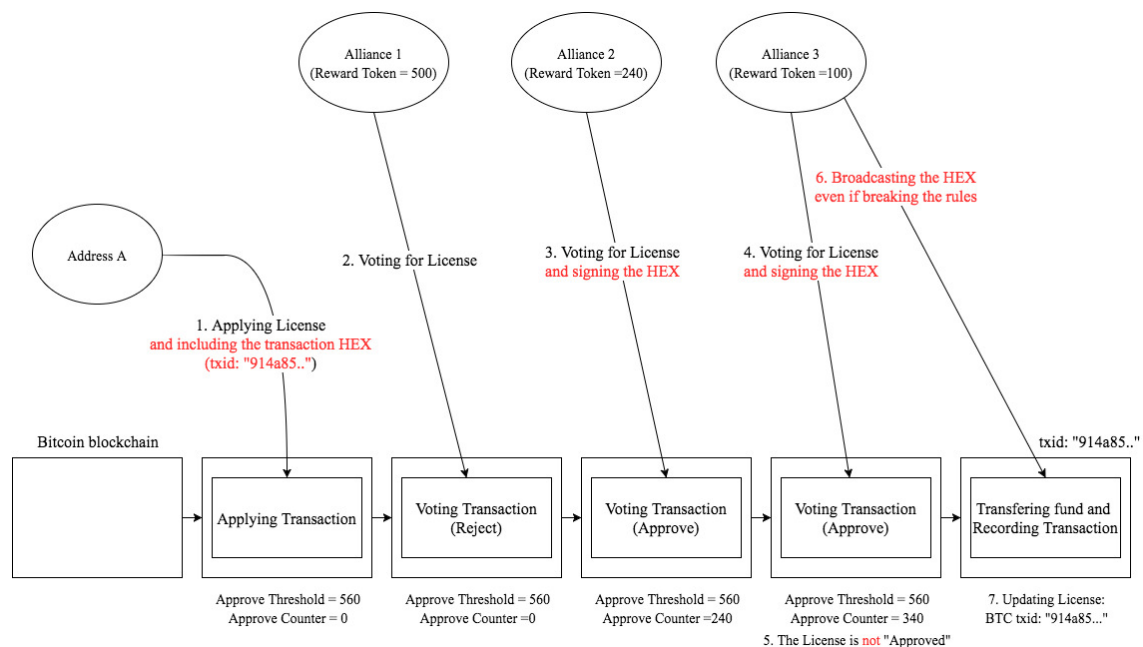 Alliance 1
(Reward Token = 500)
Alliance 2
(Reward Token =240)
Alliance 3
(Reward Token =100)
6. Broadcasting the HEX
even if breaking the rules
Address A
2. Voting for License
3. Voting for License
and signing the HEX
4. Voting for License
and signing the HEX
1. Applying License
and including the transaction HEX
(txid: "914a85..")
Bitcoin blockchain
txid: "914a85.."
Applying Transaction
Voting Transaction
(Reject)
Voting Transaction
(Approve)
Voting Transaction
(Approve)
Transfering fund and
Recording Transaction
Approve Threshold = 560
Approve Counter = 0
Approve Threshold = 560
Approve Counter =0
Approve Threshold = 560
Approve Counter =240
Approve Threshold = 560
Approve Counter = 340
5. The License is not "Approved"
7. Updating License:
BTC txid: "914a85..."